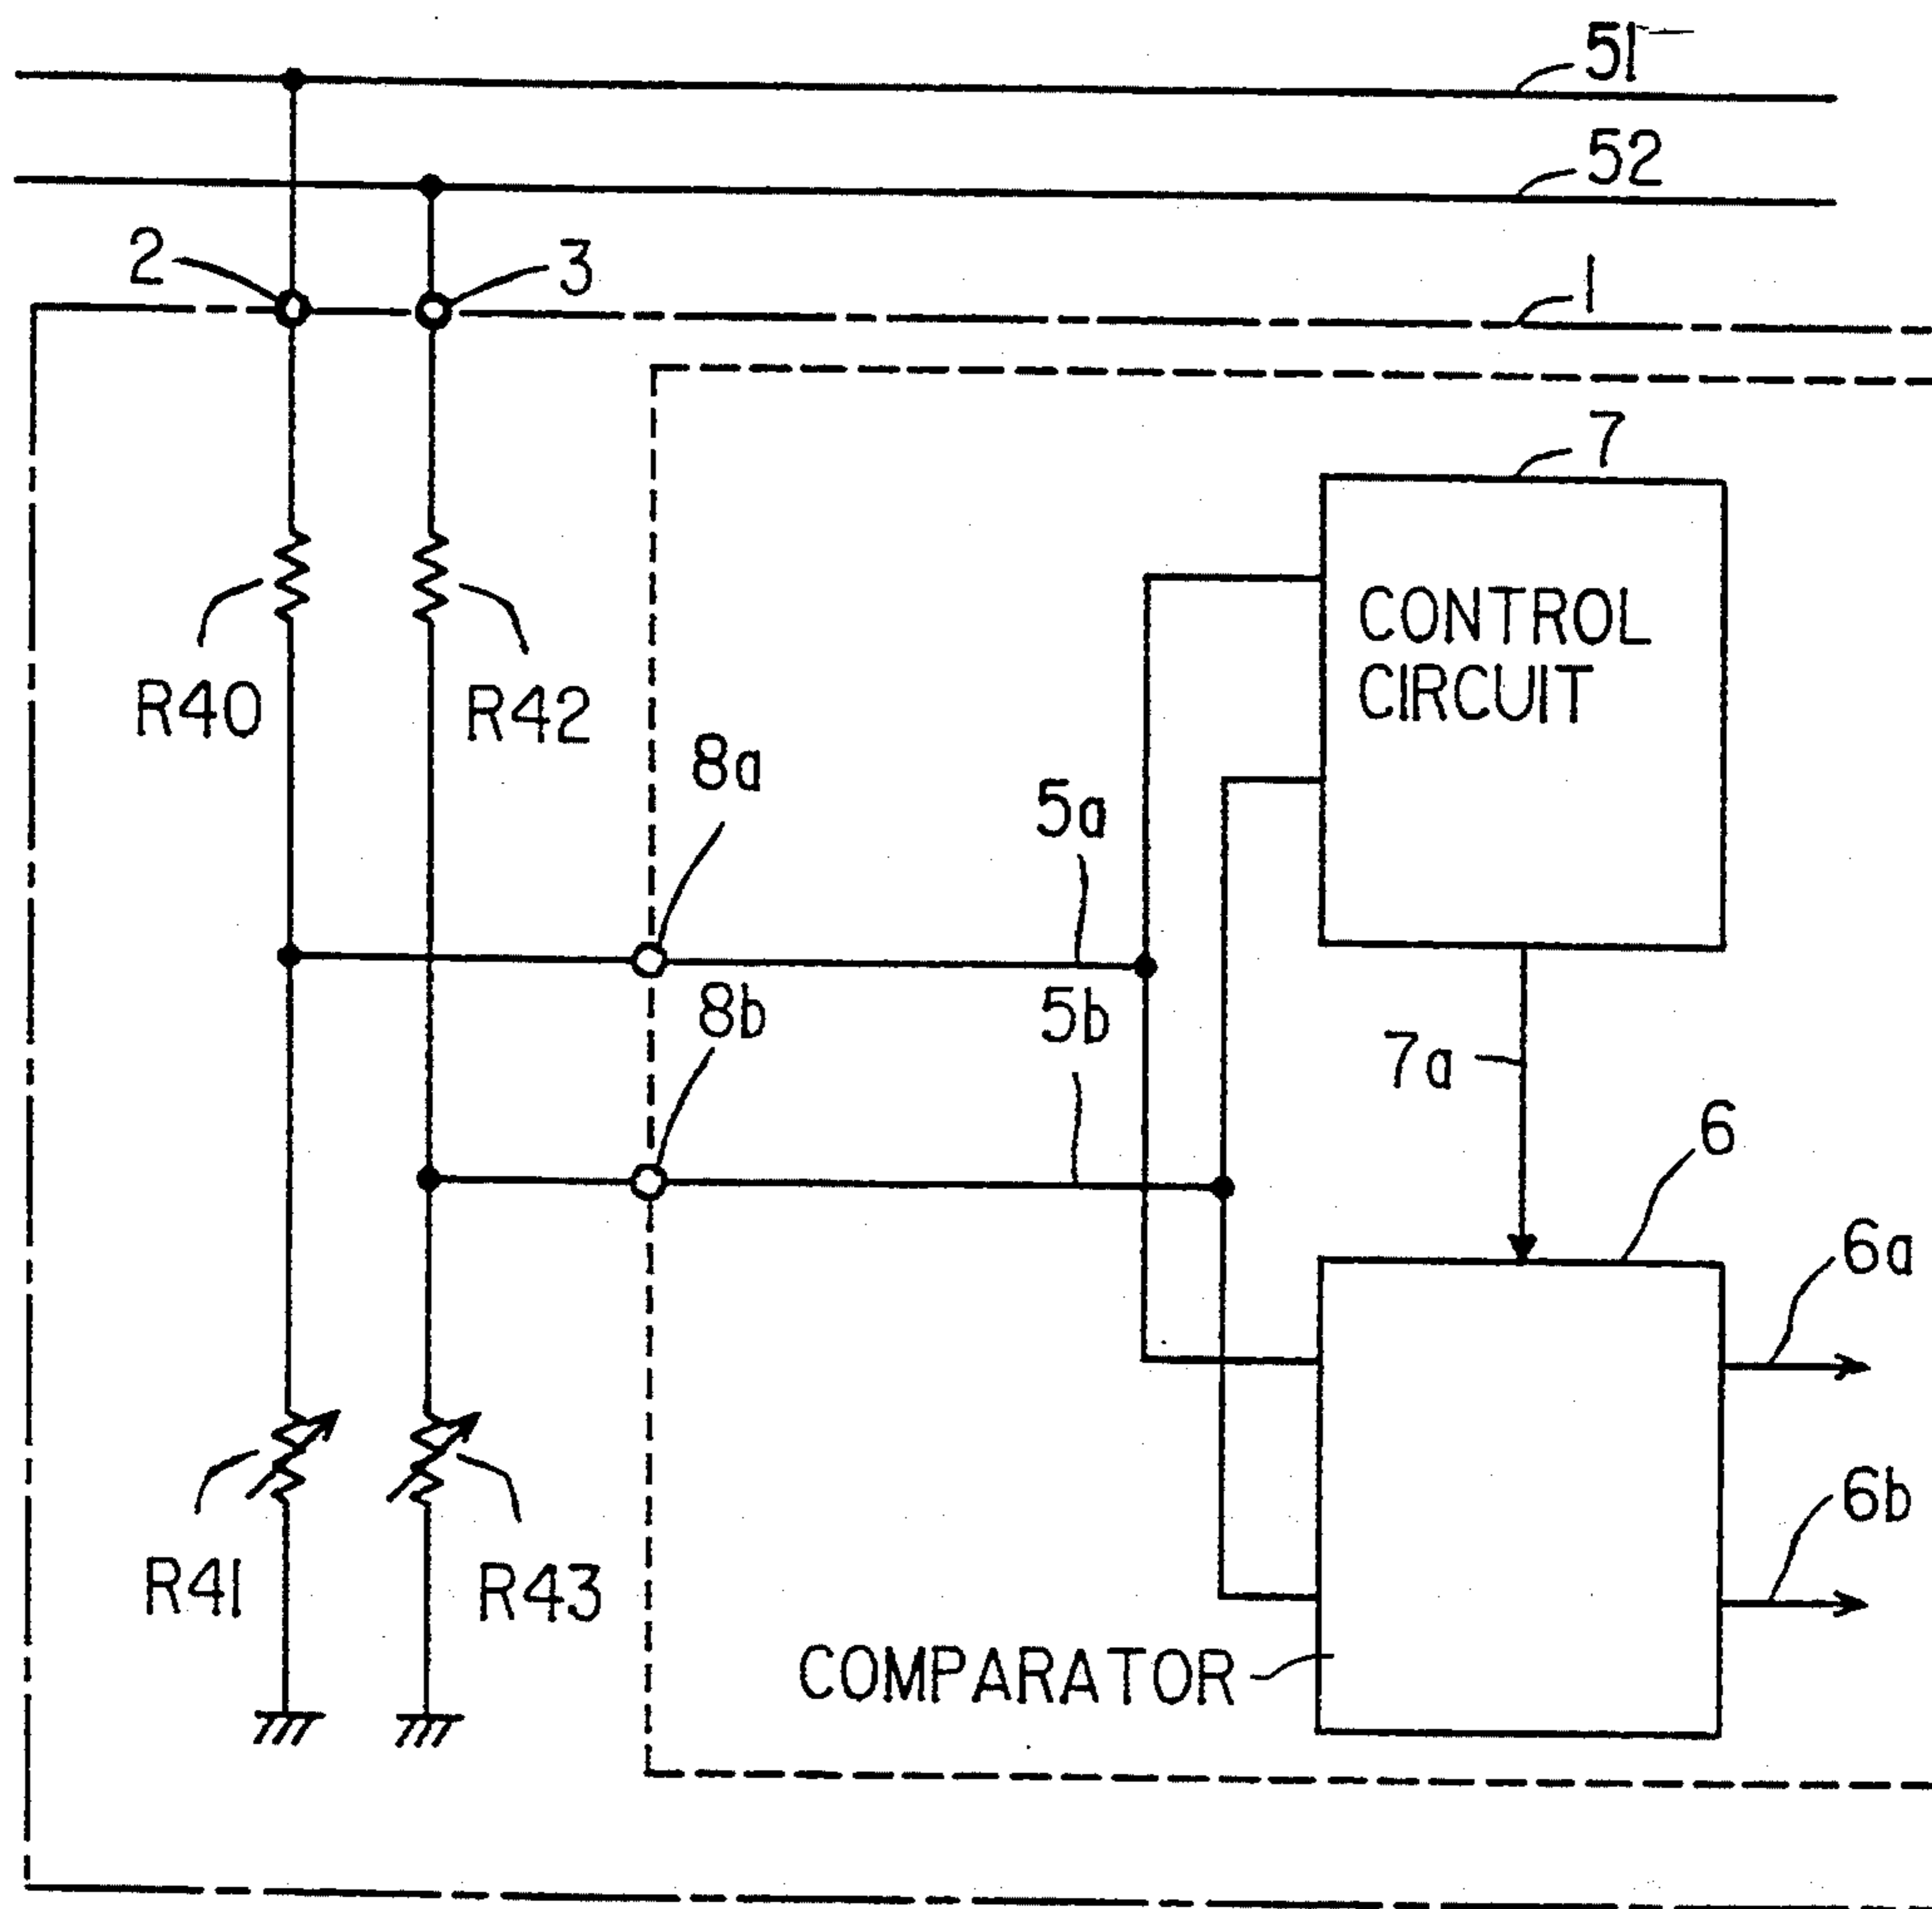 51
52
2
3
1
7
CONTROL
CIRCUIT
R40
R42
8a
5a
8b
5b
7a
6
6a
6b
R41
R43
COMPARATOR